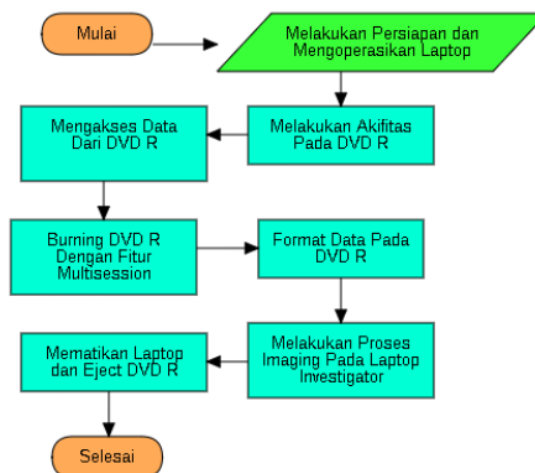 Mulai
Melakukan Persiapan dan
Mengoperasikan Laptop
Melakukan Akifitas
Pada DVD R
Mengakses Data
Dari DVD R
Burning DVD R
Dengan Fitur
Multisession
Format Data Pada
DVD R
Melakukan Proses
Imaging Pada Laptop
Investigator
Mematikan Laptop
dan Eject DVD R
Selesai